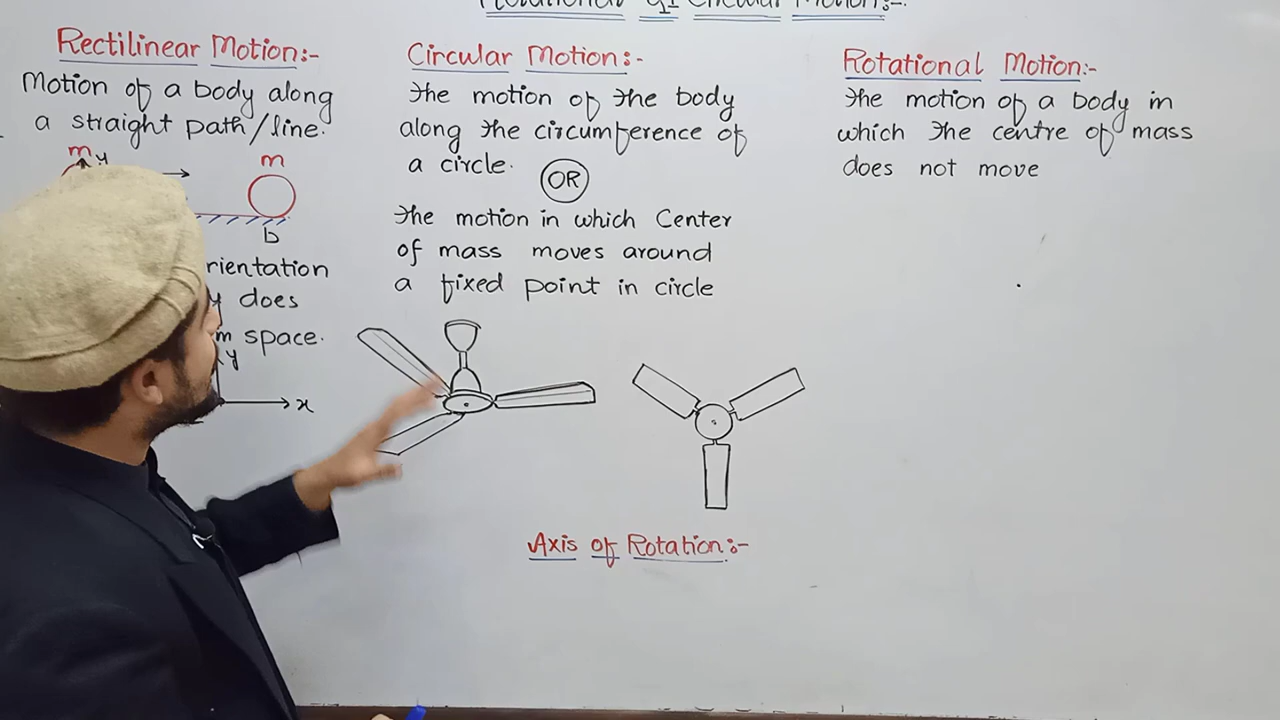 Circular Motion:-
Rectilinear Motion:-
Motion of a body along
a straight path/line.
m y
m
b
space.
does
y
x
Circular Motion:-
The motion of the body
along the circumference of
a circle.
OR
The motion in which Center
of mass moves around
a fixed point in circle
Rotational Motion:-
The motion of a body in
which the centre of mass
does not move
Axis of Rotation:-